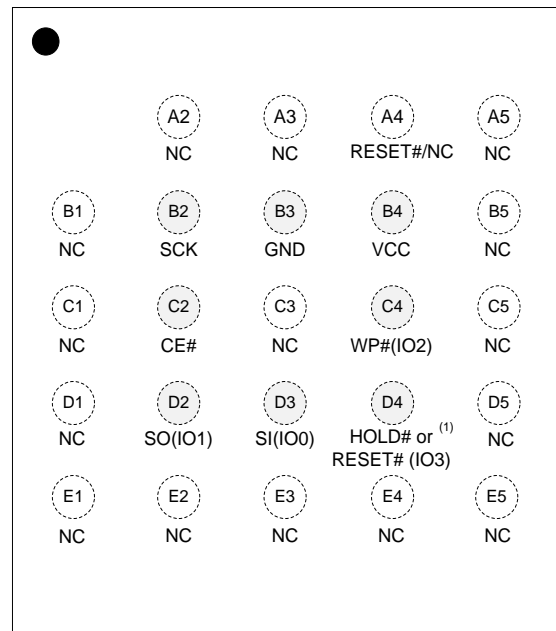 A2 A3 A4 A5
NC NC RESET#/NC NC
B1 B2 B3 B4 B5
NC SCK GND VCC NC
C1 C2 C3 C4 C5
NC CE# NC WP#(IO2) NC
D1 D2 D3 D4 D5
NC SO(IO1) SI(IO0) HOLD# or (1) NC
RESET# (IO3)
E1 E2 E3 E4 E5
NC NC NC NC NC